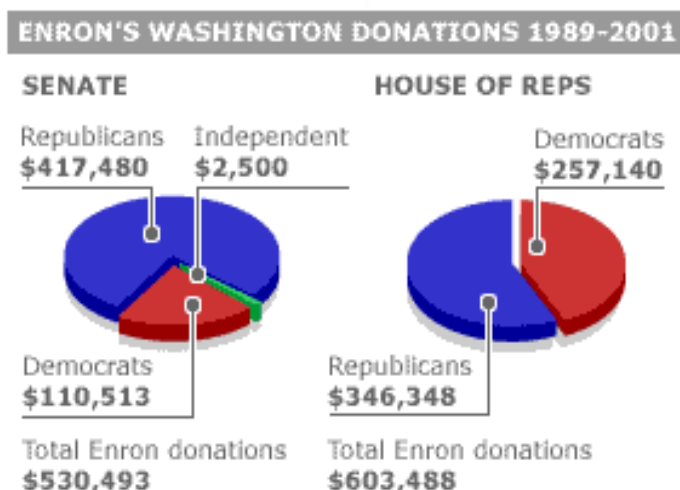 ENRON'S WASHINGTON DONATIONS 1989-2001
SENATE
Republicans
$417,480
Independent
$2,500
Democrats
$110,513
Total Enron donations
$530,493
HOUSE OF REPS
Democrats
$257,140
Republicans
$346,348
Total Enron donations
$603,488